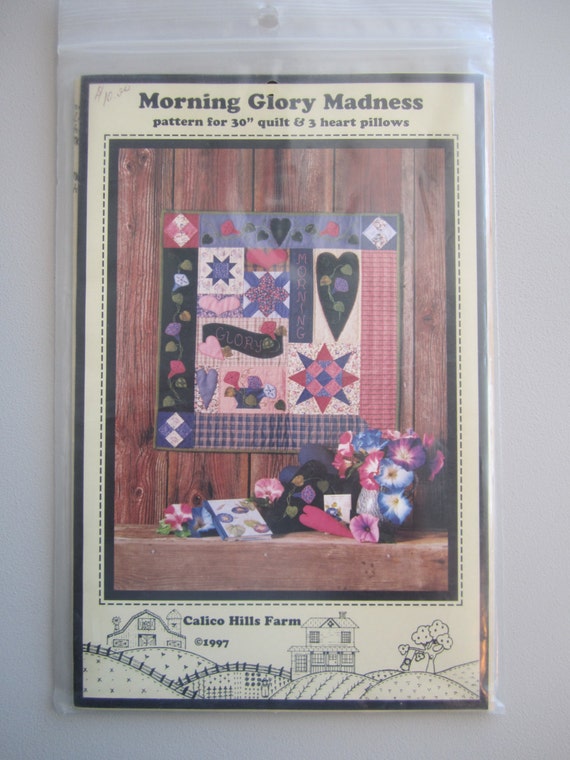 Morning Glory Madness
pattern for 30" quilt & 3 heart pillows
MORNING
GLORY
Calico Hills Farm
©1997